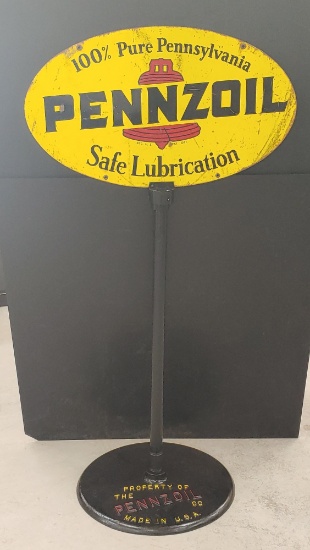 100% Pure Pennsylvania
PENNZOIL
Safe Lubrication
PROPERTY OF
THE
PENNZOIL
CO
MADE IN U.S.A.